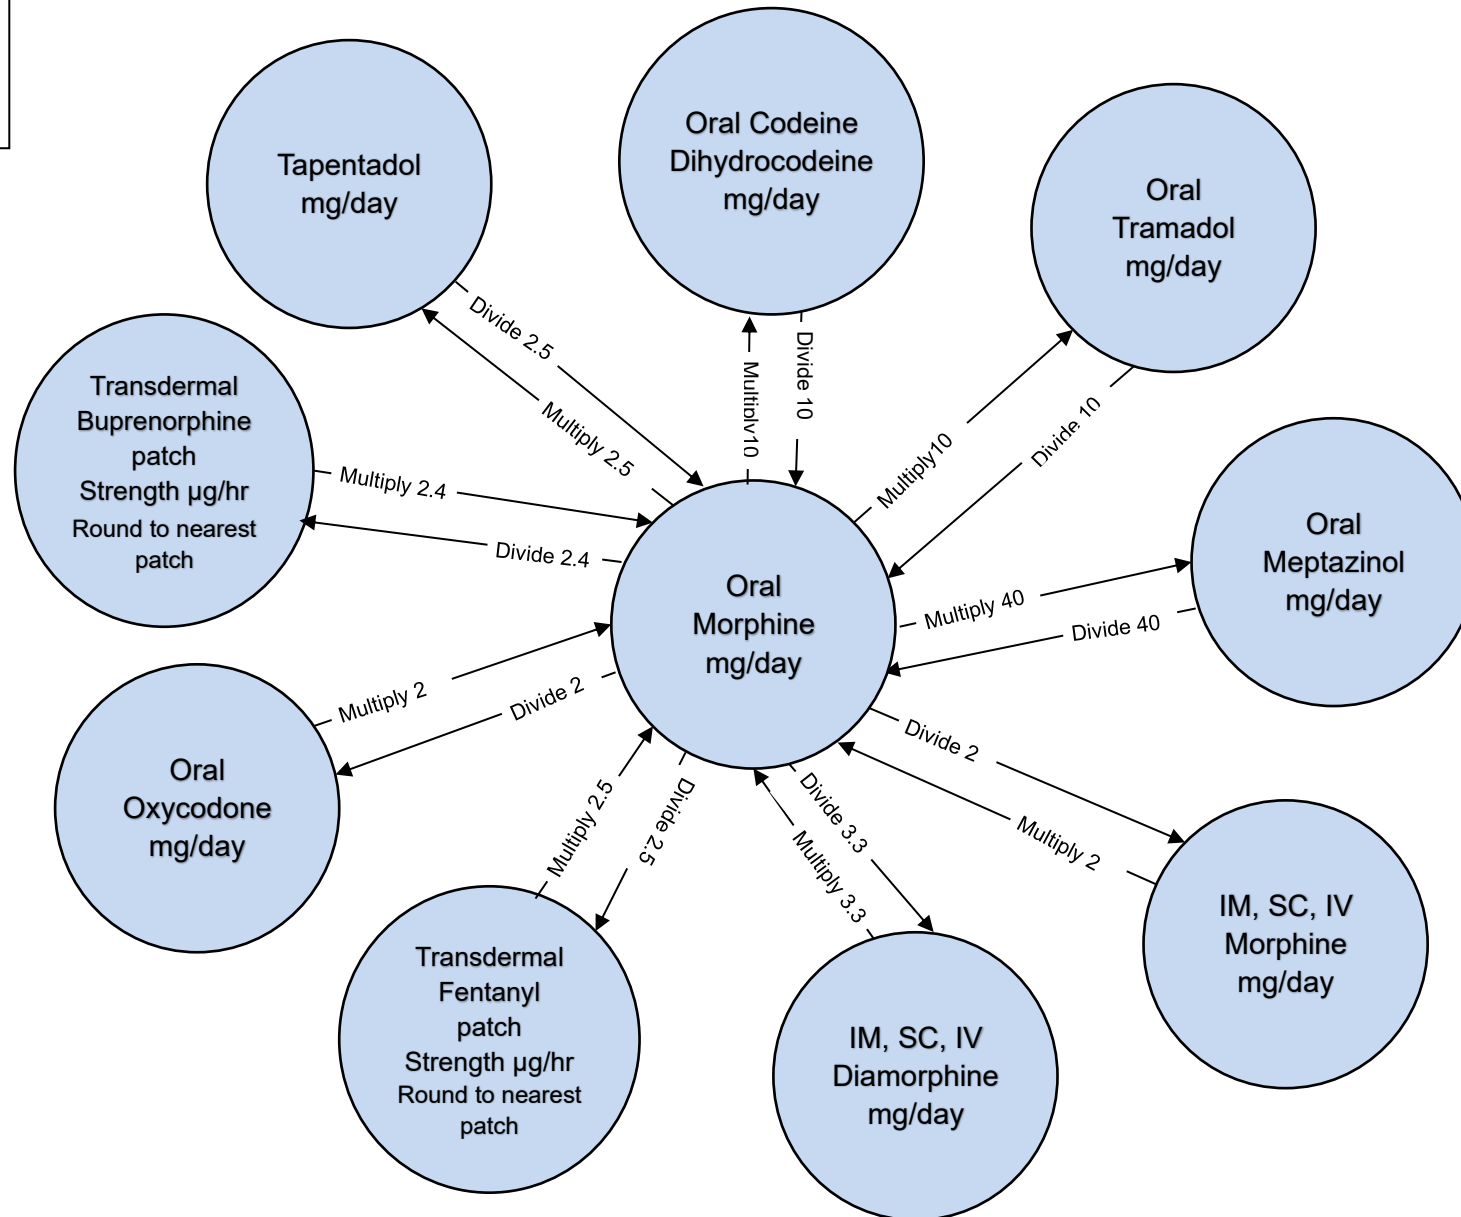 Oral Codeine
Dihydrocodeine
mg/day
Tapentadol
mg/day
Oral
Tramadol
mg/day
Divide 2.5
Multiply 2.5
Multiply10
Divide 10
Multiply10
Divide 10
Transdermal
Buprenorphine
patch
Strength µg/hr
Round to nearest
patch
Multiply 2.4
Divide 2.4
Oral
Morphine
mg/day
Oral
Meptazinol
mg/day
Multiply 40
Divide 40
Multiply 2
Divide 2
Oral
Oxycodone
mg/day
Divide 2
Multiply 2
Multiply 2.5
Divide 2.5
Divide 3.3
Multiply 3.3
IM, SC, IV
Morphine
mg/day
Transdermal
Fentanyl
patch
Strength µg/hr
Round to nearest
patch
IM, SC, IV
Diamorphine
mg/day